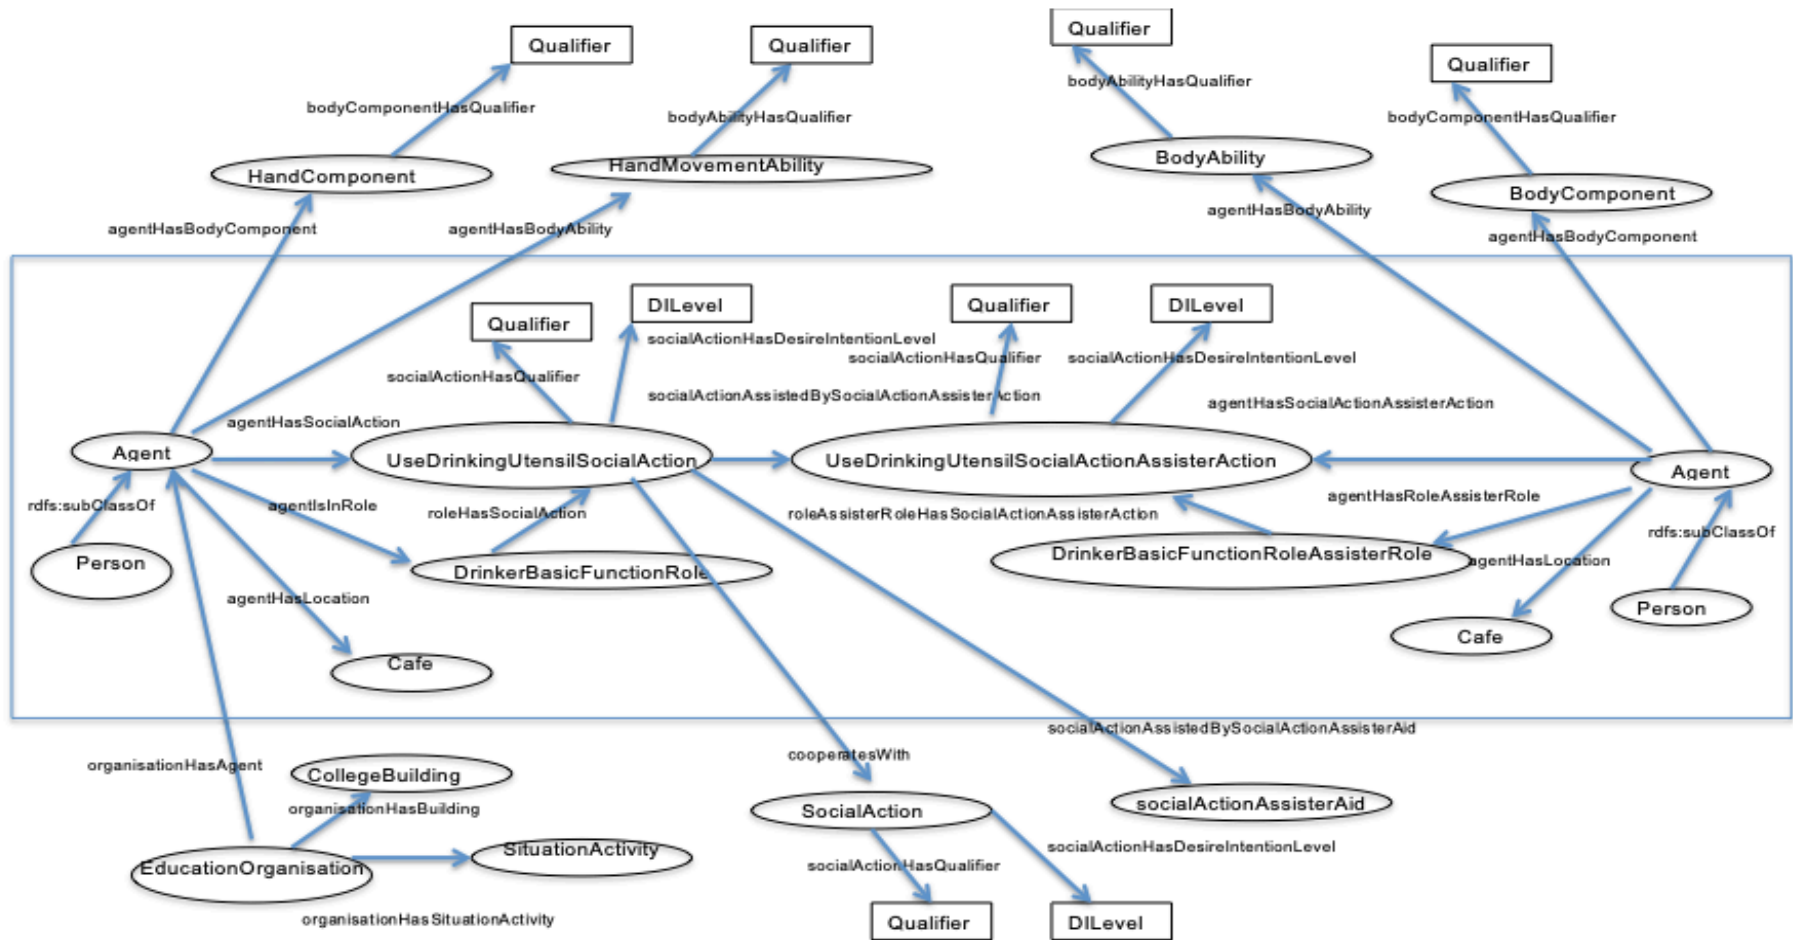 Qualifier
Qualifier
Qualifier
Qualifier
bodyComponentHasQualifier
bodyAbilityHasQualifier
bodyAbilityHasQualifier
bodyComponentHasQualifier
HandComponent
HandMovementAbility
BodyAbility
BodyComponent
agentHasBodyComponent
agentHasBodyAbility
agentHasBodyAbility
agentHasBodyComponent
Qualifier
DILevel
Qualifier
DILevel
socialActionHasQualifier
socialActionHasDesireIntentionLevel
socialActionHasQualifier
socialActionHasDesireIntentionLevel
agentHasSocialAction
socialActionAssistedBySocialActionAssisterAction
agentHasSocialActionAssisterAction
Agent
UseDrinkingUtensilSocialAction
UseDrinkingUtensilSocialActionAssisterAction
Agent
rdfs:subClassOf
agentIsInRole
roleHasSocialAction
roleAssisterRoleHasSocialActionAssisterAction
agentHasRoleAssisterRole
rdfs:subClassOf
Person
DrinkerBasicFunctionRole
DrinkerBasicFunctionRoleAssisterRole
agentHasLocation
Person
agentHasLocation
Cafe
Cafe
organisationHasAgent
CollegeBuilding
organisationHasBuilding
cooperatesWith
socialActionAssistedBySocialActionAssisterAid
SocialAction
socialActionAssisterAid
EducationOrganisation
SituationActivity
socialActionHasQualifier
socialActionHasDesireIntentionLevel
organisationHasSituationActivity
Qualifier
DILevel